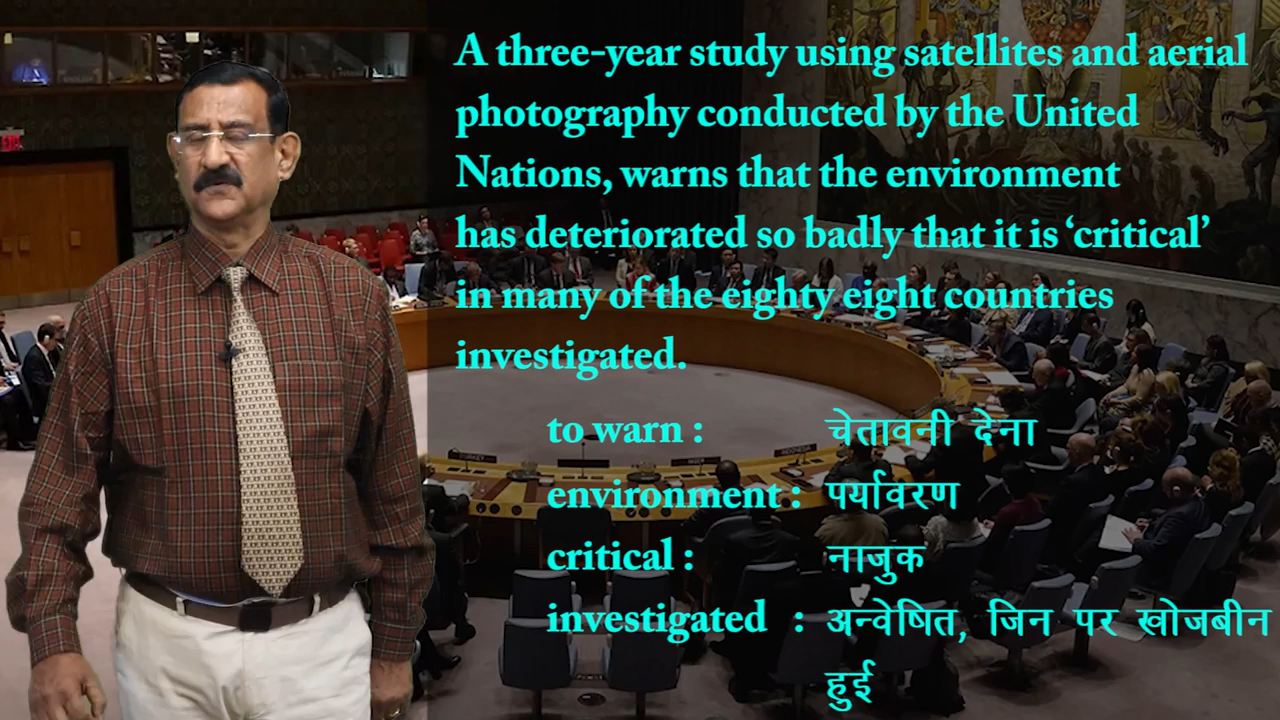 A three-year study using satellites and aerial
photography conducted by the United
Nations, warns that the environment
has deteriorated so badly that it is ‘critical’
in many of the eighty eight countries
investigated.
to warn : चेतावनी देना
environment : पर्यावरण
critical : नाजुक
investigated : अन्वेषित, जिन पर खोजबीन
हुई